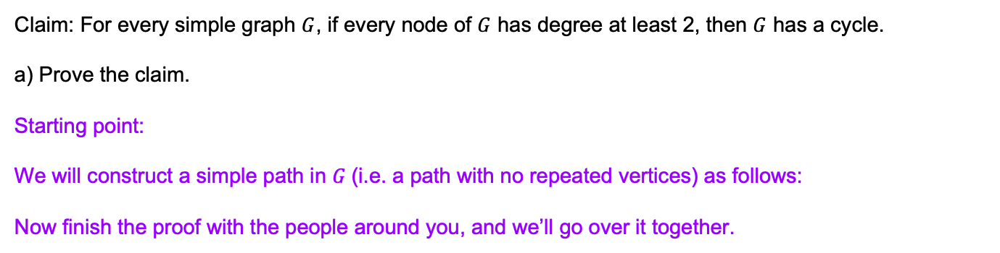 Claim: For every simple graph G, if every node of G has degree at least 2, then G has a cycle.
a) Prove the claim.
Starting point:
We will construct a simple path in G (i.e. a path with no repeated vertices) as follows:
Now finish the proof with the people around you, and we’ll go over it together.